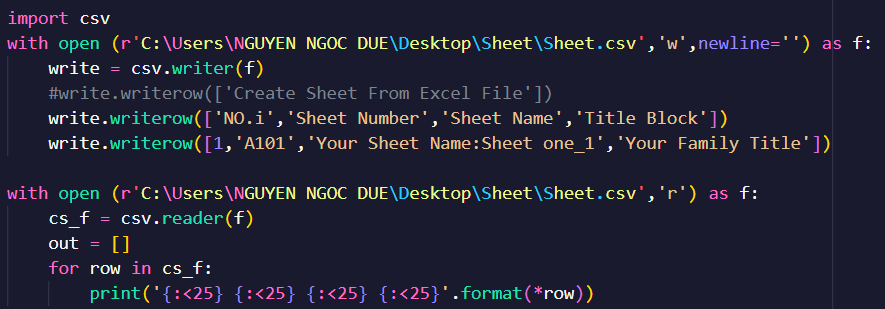 import csv
with open (r'C:\Users\NGUYEN NGOC DUE\Desktop\Sheet\Sheet.csv','w',newline='') as f:
    write = csv.writer(f)
    #write.writerow(['Create Sheet From Excel File'])
    write.writerow(['NO.i','Sheet Number','Sheet Name','Title Block'])
    write.writerow([1,'A101','Your Sheet Name:Sheet one_1','Your Family Title'])
with open (r'C:\Users\NGUYEN NGOC DUE\Desktop\Sheet\Sheet.csv','r') as f:
    cs_f = csv.reader(f)
    out = []
    for row in cs_f:
        print('{:<25} {:<25} {:<25} {:<25}'.format(*row))